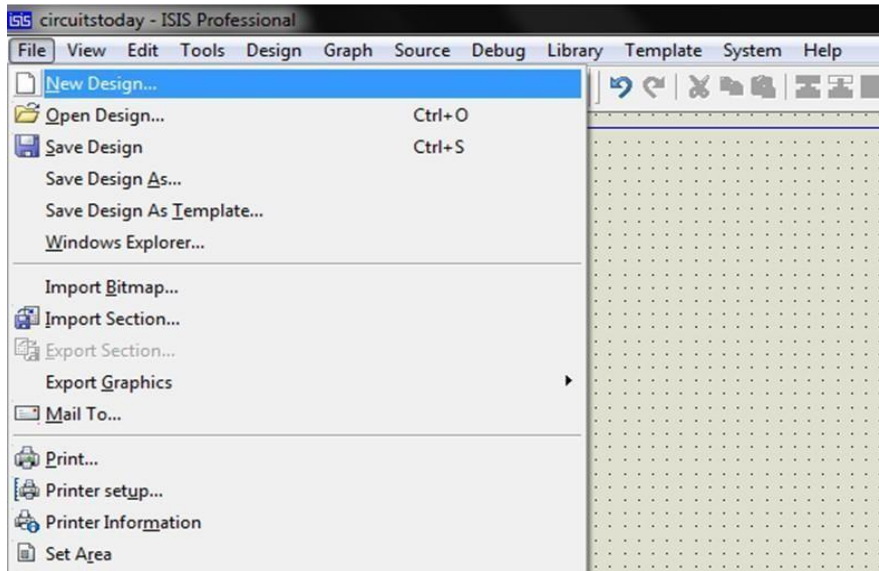 isis circuitstoday - ISIS Professional
File View Edit Tools Design Graph Source Debug Library Template System Help
New Design...
Open Design... Ctrl+O
Save Design Ctrl+S
Save Design As...
Save Design As Template...
Windows Explorer...
Import Bitmap...
Import Section...
Export Section...
Export Graphics
Mail To...
Print...
Printer setup...
Printer Information
Set Area